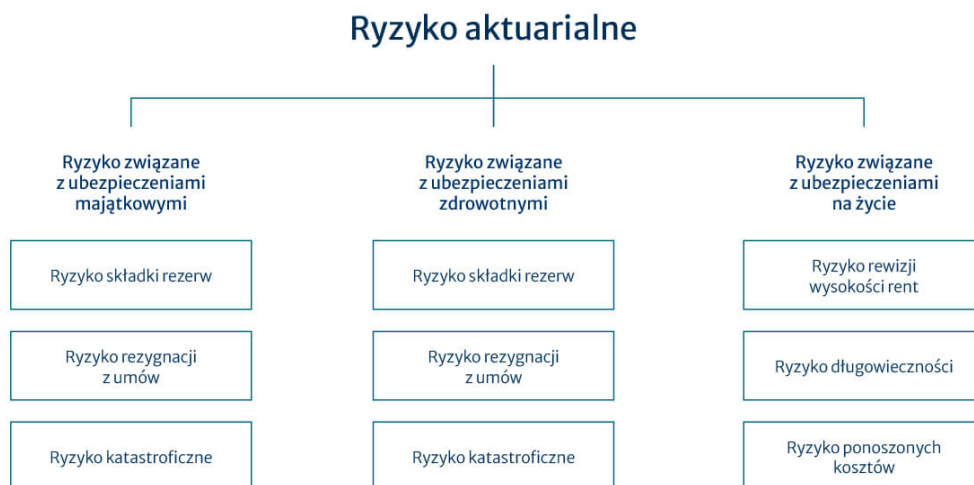 Ryzyko aktuarialne
Ryzyko związane
z ubezpieczeniami
majątkowymi
Ryzyko składki rezerw
Ryzyko rezygnacji
z umów
Ryzyko katastroficzne
Ryzyko związane
z ubezpieczeniami
zdrowotnymi
Ryzyko składki rezerw
Ryzyko rezygnacji
z umów
Ryzyko katastroficzne
Ryzyko związane
z ubezpieczeniami
na życie
Ryzyko rewizji
wysokości rent
Ryzyko długowieczności
Ryzyko ponoszonych
kosztów